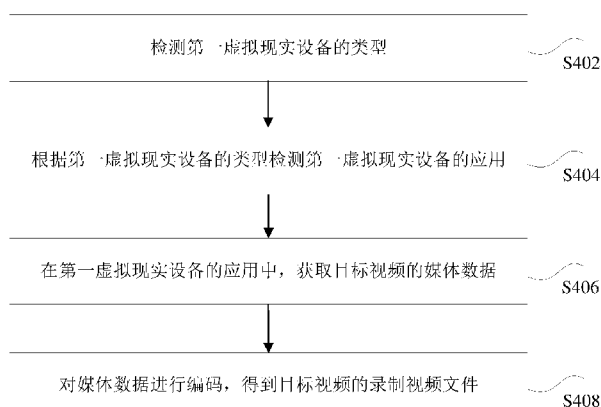 检测第一虚拟现实设备的类型
S402
根据第一虚拟现实设备的类型检测第一虚拟现实设备的应用
S404
在第一虚拟现实设备的应用中，获取目标视频的媒体数据
S406
对媒体数据进行编码，得到目标视频的录制视频文件
S408